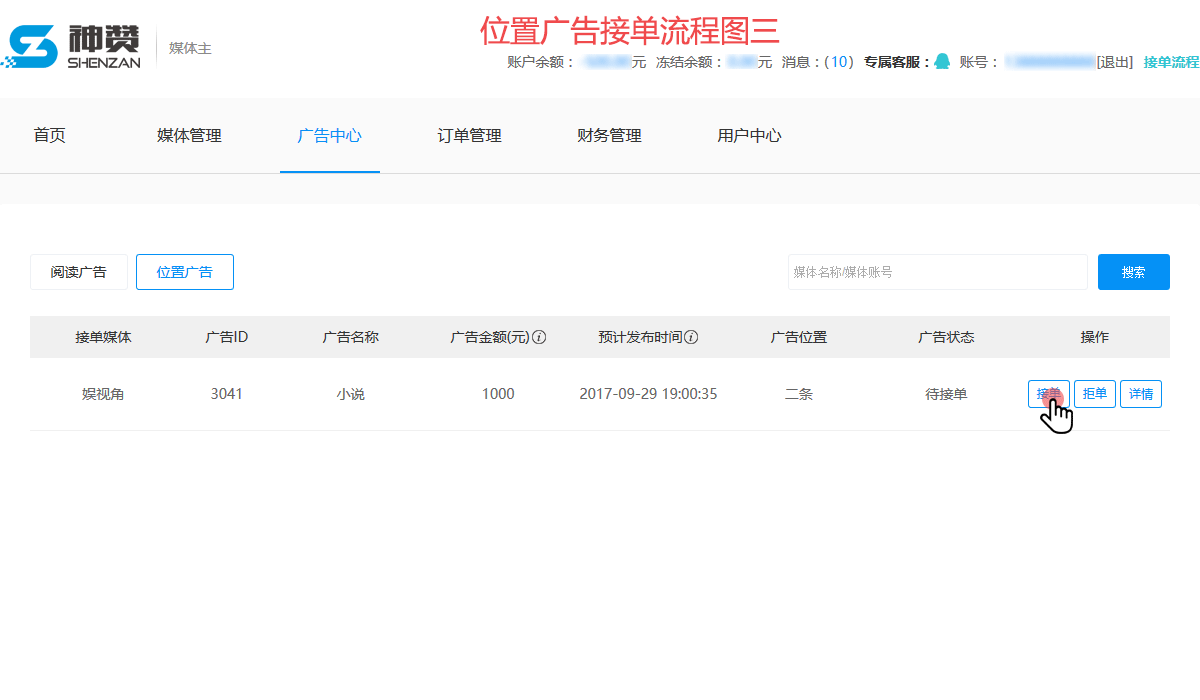 位置广告接单流程图三
神赞
SHENZAN
媒体主
账户余额： 元 冻结余额： 元 消息：(10) 专属客服： 账号： [退出] 接单流程
首页 媒体管理 广告中心 订单管理 财务管理 用户中心
阅读广告 位置广告 媒体名称/媒体账号 搜索
接单媒体 广告ID 广告名称 广告金额(元) 预计发布时间 广告位置 广告状态 操作
娱视角 3041 小说 1000 2017-09-29 19:00:35 二条 待接单 接单 拒单 详情